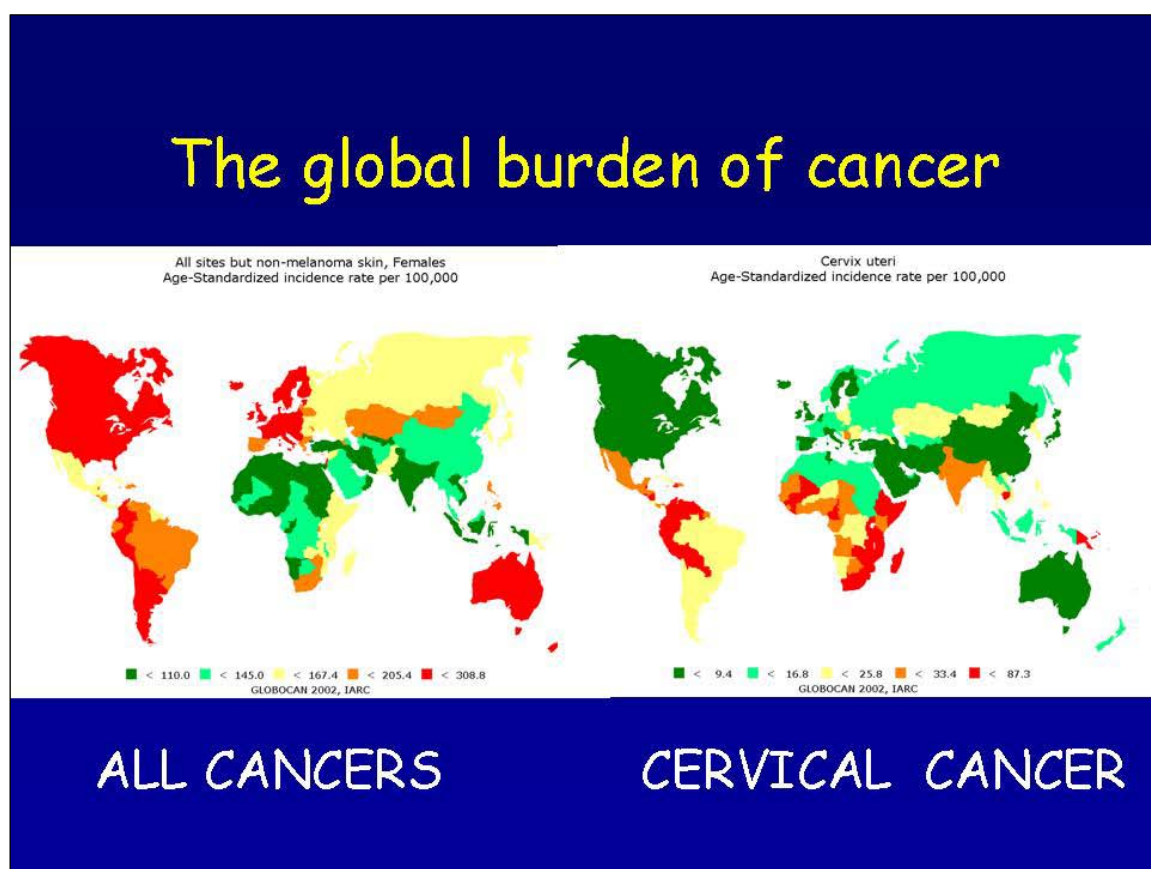 The global burden of cancer
All sites but non-melanoma skin, Females
Age-Standardized incidence rate per 100,000
< 110.0 < 145.0 < 167.4 < 205.4 < 308.8
GLOBOCAN 2002, IARC
Cervix uteri
Age-Standardized incidence rate per 100,000
< 9.4 < 16.8 < 25.8 < 33.4 < 87.3
GLOBOCAN 2002, IARC
ALL CANCERS
CERVICAL CANCER